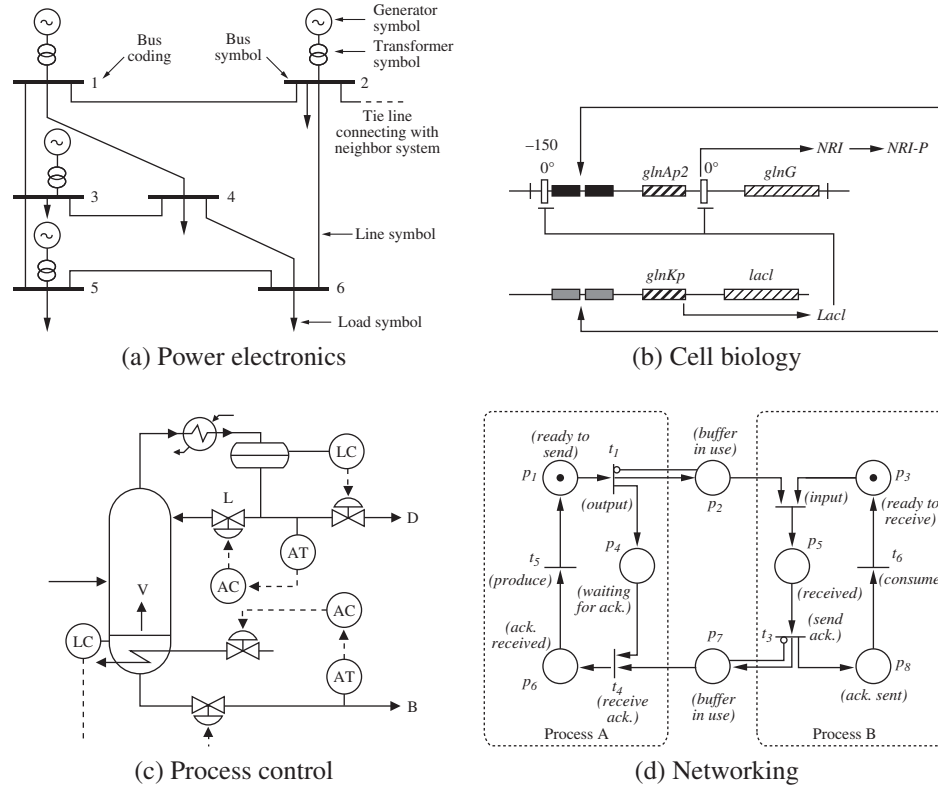 Generator
symbol
Transformer
symbol
Bus
coding
Bus
symbol
1
2
Tie line
connecting with
neighbor system
3
4
Line symbol
5
6
Load symbol
(a) Power electronics
–150
0°
0°
NRI
NRI-P
glnAp2
glnG
glnKp
lacl
Lacl
(b) Cell biology
LC
L
D
AT
AC
V
AC
LC
AT
B
(c) Process control
(ready to
send)
t1
(buffer
in use)
p1
p2
p3
(output)
(input)
(ready to
receive)
t5
p4
p5
t6
(produce)
(waiting
for ack.)
(received)
(consume
(ack.
received)
p7
t3
(send
ack.)
p6
t4
p8
(receive
ack.)
(buffer
in use)
(ack. sent)
Process A
Process B
(d) Networking